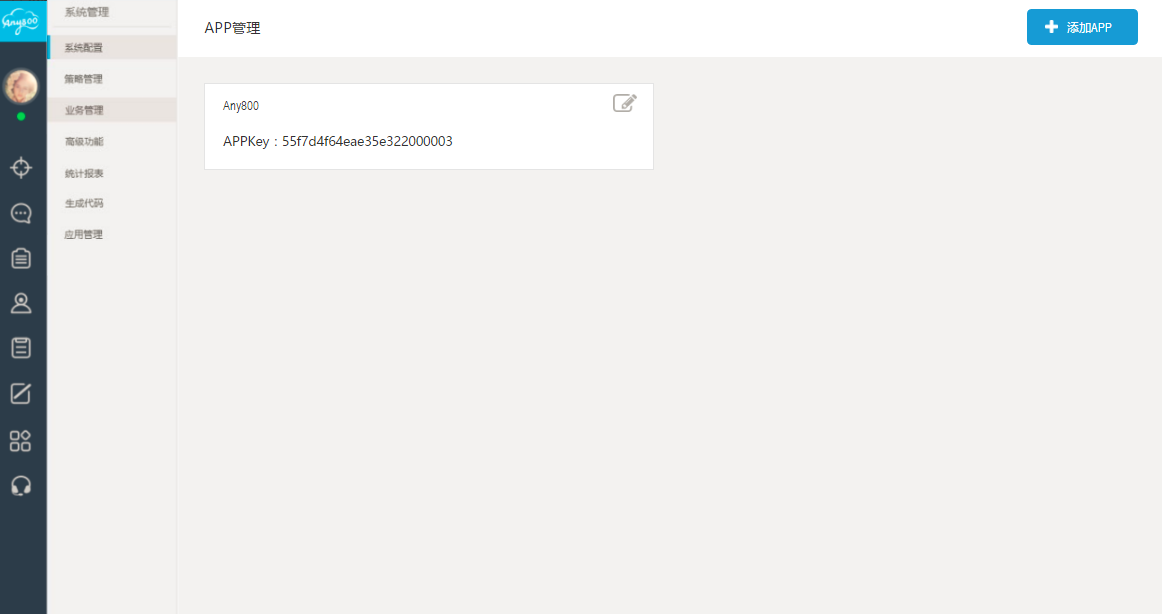 Any800
系统管理
系统配置
策略管理
业务管理
高级功能
统计报表
生成代码
应用管理
APP管理
添加APP
Any800
APPKey：55f7d4f64eae35e322000003